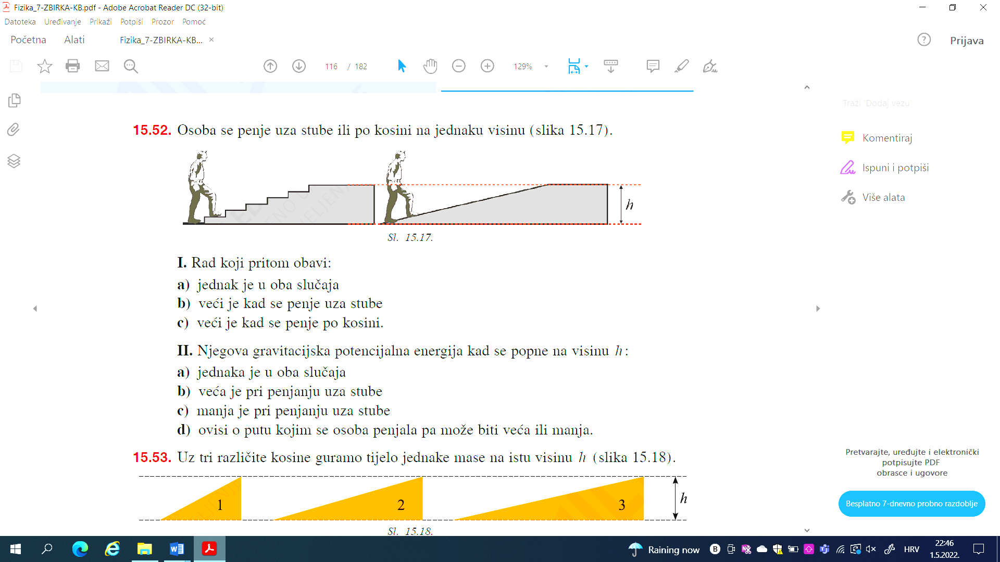 Fizika_7-ZBIRKA-KB.pdf - Adobe Acrobat Reader DC (32-bit)
Datoteka Uređivanje Prikaži Potpiši Prozor Pomoć
Početna Alati Fizika_7-ZBIRKA-KB... ×
? Prijava
116 / 182 129%
Traži 'Dodaj vezu'
15.52. Osoba se penje uza stube ili po kosini na jednaku visinu (slika 15.17).
h
Sl. 15.17.
I. Rad koji pritom obavi:
a) jednak je u oba slučaja
b) veći je kad se penje uza stube
c) veći je kad se penje po kosini.
II. Njegova gravitacijska potencijalna energija kad se popne na visinu h:
a) jednaka je u oba slučaja
b) veća je pri penjanju uza stube
c) manja je pri penjanju uza stube
d) ovisi o putu kojim se osoba penjala pa može biti veća ili manja.
15.53. Uz tri različite kosine guramo tijelo jednake mase na istu visinu h (slika 15.18).
1 2 3 h
Sl. 15.18.
Komentiraj
Ispuni i potpiši
Više alata
Pretvarajte, uređujte i elektronički
potpisujte PDF
obrasce i ugovore
Besplatno 7-dnevno probno razdoblje
Raining now HRV 22:46
1.5.2022.